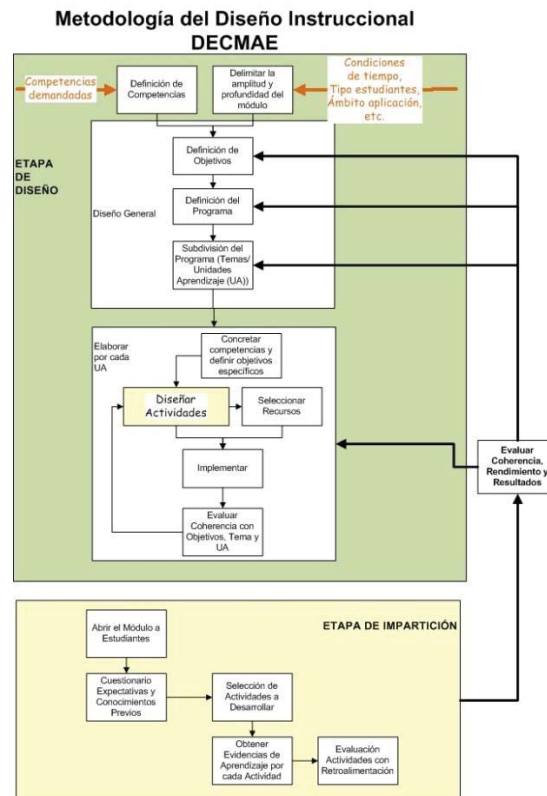 Metodología del Diseño Instruccional
DECMAE
Competencias
demandadas
Definición de
Competencias
Delimitar la
amplitud y
profundidad del
módulo
Condiciones
de tiempo,
Tipo estudiantes,
Ámbito aplicación,
etc.
ETAPA
DE
DISEÑO
Diseño General
Definición de
Objetivos
Definición del
Programa
Subdivisión del
Programa (Temas/
Unidades
Aprendizaje (UA))
Elaborar
por cada
UA
Concretar
competencias y
definir objetivos
específicos
Diseñar
Actividades
Seleccionar
Recursos
Implementar
Evaluar
Coherencia con
Objetivos, Tema y
UA
Evaluar
Coherencia,
Rendimiento y
Resultados
ETAPA DE IMPARTICIÓN
Abrir el Módulo a
Estudiantes
Cuestionario
Expectativas y
Conocimientos
Previos
Selección de
Actividades a
Desarrollar
Obtener
Evidencias de
Aprendizaje por
cada Actividad
Evaluación
Actividades con
Retroalimentación